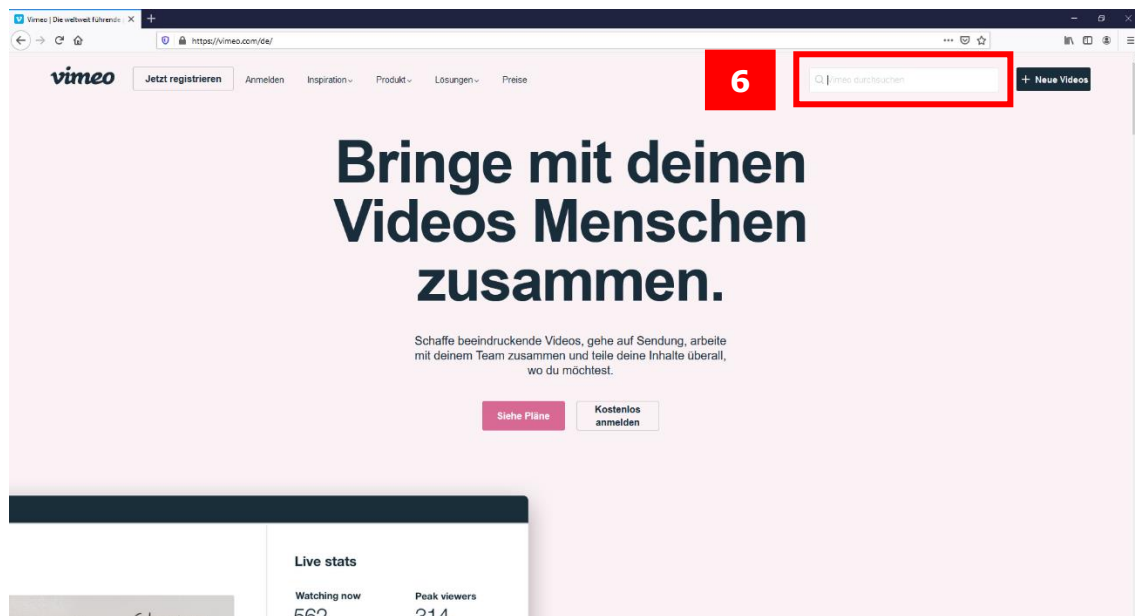 Vimeo | Die weltweit führende
https://vimeo.com/de/
vimeo
Jetzt registrieren
Anmelden
Inspiration
Produkt
Lösungen
Preise
6
Vimeo durchsuchen
+ Neue Videos
Bringe mit deinen
Videos Menschen
zusammen.
Schaffe beeindruckende Videos, gehe auf Sendung, arbeite
mit deinem Team zusammen und teile deine Inhalte überall,
wo du möchtest.
Siehe Pläne
Kostenlos
anmelden
Live stats
Watching now
Peak viewers
562
314